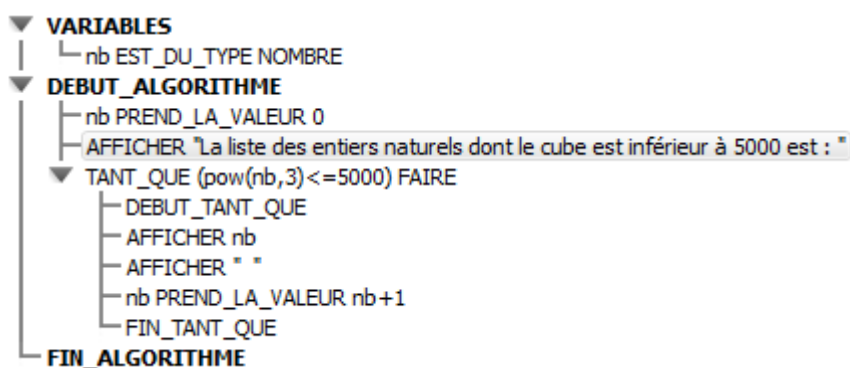 VARIABLES
nb EST_DU_TYPE NOMBRE
DEBUT_ALGORITHME
nb PREND_LA_VALEUR 0
AFFICHER "La liste des entiers naturels dont le cube est inférieur à 5000 est : "
TANT_QUE (pow(nb,3)<=5000) FAIRE
DEBUT_TANT_QUE
AFFICHER nb
AFFICHER " "
nb PREND_LA_VALEUR nb+1
FIN_TANT_QUE
FIN_ALGORITHME